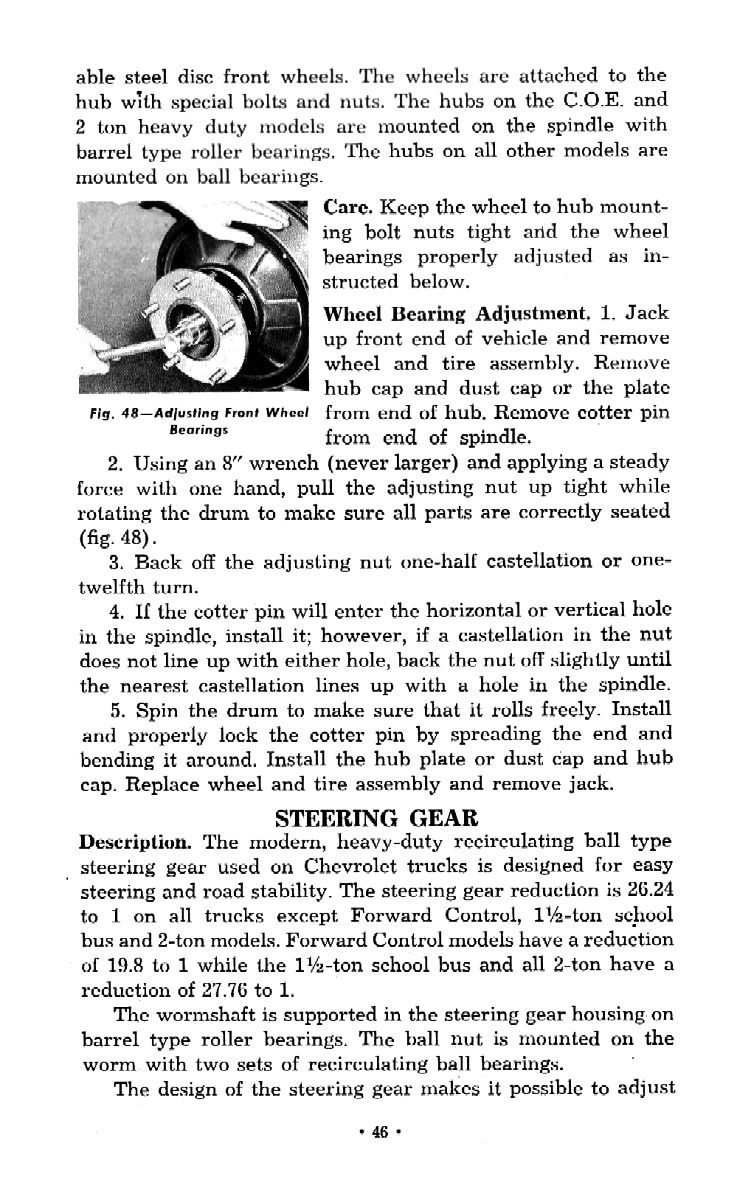 able steel disc front wheels. The wheels are attached to the
hub with special bolts and nuts. The hubs on the C.O.E. and
2 ton heavy duty models are mounted on the spindle with
barrel type roller bearings. The hubs on all other models are
mounted on ball bearings.
Care. Keep the wheel to hub mount-
ing bolt nuts tight and the wheel
bearings properly adjusted as in-
structed below.
Wheel Bearing Adjustment. 1. Jack
up front end of vehicle and remove
wheel and tire assembly. Remove
hub cap and dust cap or the plate
from end of hub. Remove cotter pin
from end of spindle.
Fig. 48—Adjusting Front Wheel
Bearings
2. Using an 8″ wrench (never larger) and applying a steady
force with one hand, pull the adjusting nut up tight while
rotating the drum to make sure all parts are correctly seated
(fig. 48).
3. Back off the adjusting nut one-half castellation or one-
twelfth turn.
4. If the cotter pin will enter the horizontal or vertical hole
in the spindle, install it; however, if a castellation in the nut
does not line up with either hole, back the nut off slightly until
the nearest castellation lines up with a hole in the spindle.
5. Spin the drum to make sure that it rolls freely. Install
and properly lock the cotter pin by spreading the end and
bending it around. Install the hub plate or dust cap and hub
cap. Replace wheel and tire assembly and remove jack.
STEERING GEAR
Description. The modern, heavy-duty recirculating ball type
steering gear used on Chevrolet trucks is designed for easy
steering and road stability. The steering gear reduction is 26.24
to 1 on all trucks except Forward Control, 1½-ton school
bus and 2-ton models. Forward Control models have a reduction
of 19.8 to 1 while the 1½-ton school bus and all 2-ton have a
reduction of 27.76 to 1.
The wormshaft is supported in the steering gear housing on
barrel type roller bearings. The ball nut is mounted on the
worm with two sets of recirculating ball bearings.
The design of the steering gear makes it possible to adjust
• 46 •